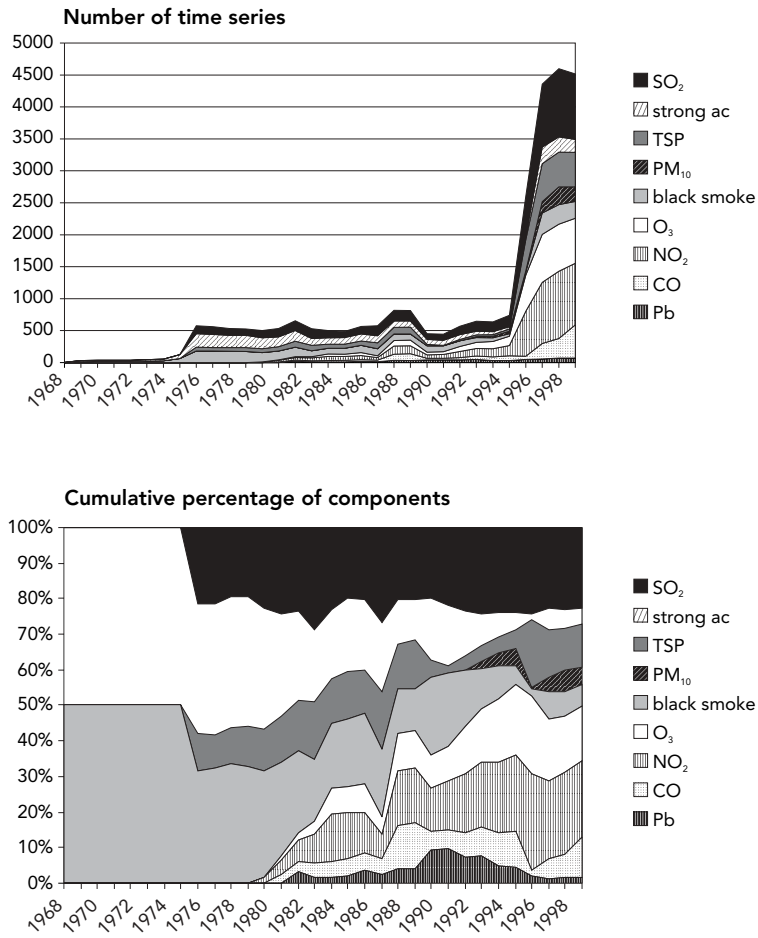 Number of time series
5000
4500
4000
3500
3000
2500
2000
1500
1000
500
0
1968
1970
1972
1974
1976
1978
1980
1982
1984
1986
1988
1990
1992
1994
1996
1998
SO₂
strong ac
TSP
PM₁₀
black smoke
O₃
NO₂
CO
Pb
Cumulative percentage of components
100%
90%
80%
70%
60%
50%
40%
30%
20%
10%
0%
1968
1970
1972
1974
1976
1978
1980
1982
1984
1986
1988
1990
1992
1994
1996
1998
SO₂
strong ac
TSP
PM₁₀
black smoke
O₃
NO₂
CO
Pb